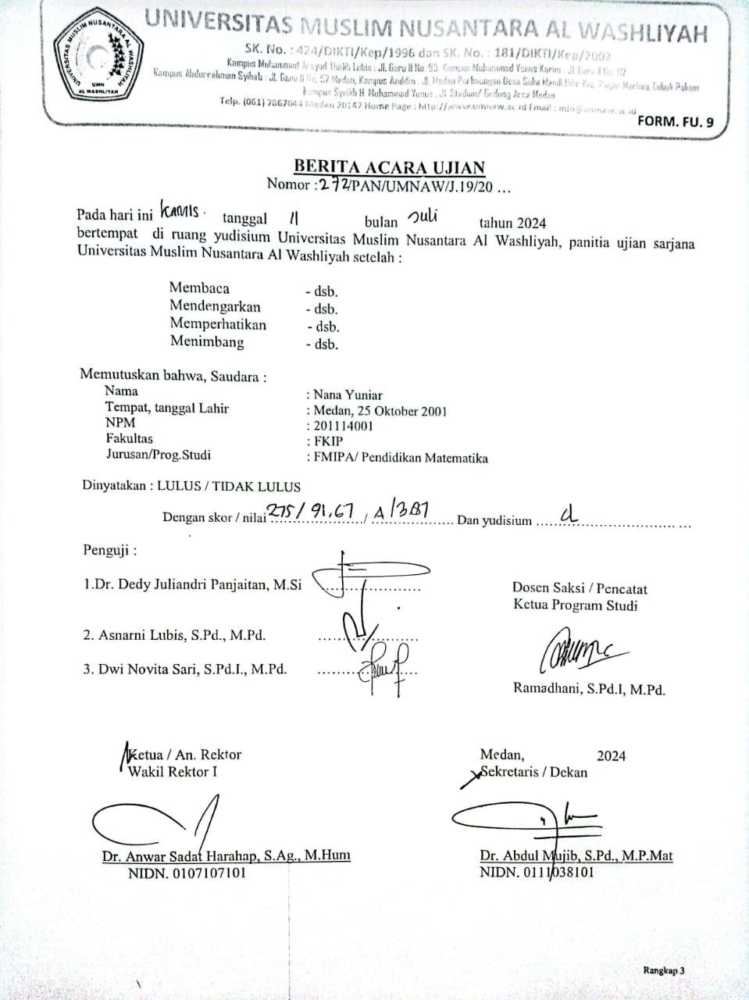 UNIVERSITAS MUSLIM NUSANTARA AL WASHLIYAH
UNIVERSITAS MUSLIM NUSANTARA AL WASHLIYAH
UMN
AL WASHLIYAH
SK. No. : 424/DIKTI/Kep/1996 dan SK. No. : 181/DIKTI/Kep/2002
Kampus Muhammad Arsyad Thalib Lubis : Jl. Garu II No. 93, Kampus Muhammad Yunus Karim : Jl. Garu II No. 02
Kampus Abdurrahman Syihab : Jl. Garu II No. 52 Medan, Kampus Ariddin : Jl. Medan Perbaungan Desa Suka Mandi Hilir Kec. Pagar Merbau, Lubuk Pakam
Kampus Syeikh H. Muhammad Yunus : Jl. Stadion/ Gedung Arca Medan
Telp. (061) 7867044 Medan 20147 Home Page : http://www.umnaw.ac.id Email : info@umnaw.ac.id
FORM. FU. 9
BERITA ACARA UJIAN
Nomor :272/PAN/UMNAW/J.19/20 ...
Pada hari ini Kamis. tanggal 11 bulan Juli tahun 2024
bertempat di ruang yudisium Universitas Muslim Nusantara Al Washliyah, panitia ujian sarjana
Universitas Muslim Nusantara Al Washliyah setelah :
Membaca - dsb.
Mendengarkan - dsb.
Memperhatikan - dsb.
Menimbang - dsb.
Memutuskan bahwa, Saudara :
Nama : Nana Yuniar
Tempat, tanggal Lahir : Medan, 25 Oktober 2001
NPM : 201114001
Fakultas : FKIP
Jurusan/Prog.Studi : FMIPA/ Pendidikan Matematika
Dinyatakan : LULUS / TIDAK LULUS
Dengan skor / nilai 275/ 91,67 / A/3.87 Dan yudisium
Penguji :
1.Dr. Dedy Juliandri Panjaitan, M.Si
Dosen Saksi / Pencatat
Ketua Program Studi
2. Asnarni Lubis, S.Pd., M.Pd.
3. Dwi Novita Sari, S.Pd.I., M.Pd.
Ramadhani, S.Pd.I, M.Pd.
Ketua / An. Rektor
Wakil Rektor I
Medan, 2024
Sekretaris / Dekan
Dr. Anwar Sadat Harahap, S.Ag., M.Hum
NIDN. 0107107101
Dr. Abdul Mujib, S.Pd., M.P.Mat
NIDN. 0111038101
Rangkap 3